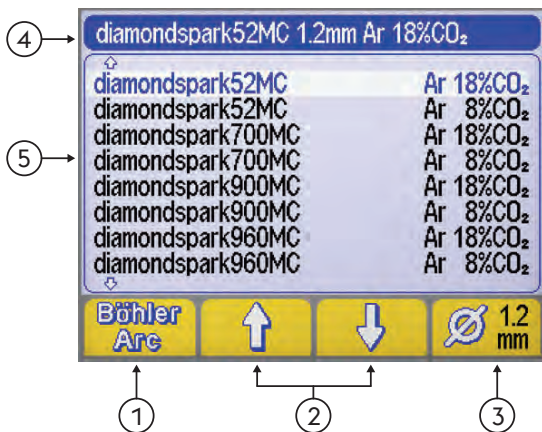 ④ diamondspark52MC 1.2mm Ar 18%CO₂
diamondspark52MC Ar 18%CO₂
diamondspark52MC Ar 8%CO₂
diamondspark700MC Ar 18%CO₂
⑤ diamondspark700MC Ar 8%CO₂
diamondspark900MC Ar 18%CO₂
diamondspark900MC Ar 8%CO₂
diamondspark960MC Ar 18%CO₂
diamondspark960MC Ar 8%CO₂
Böhler Arc
Ø 1.2 mm
① ② ③